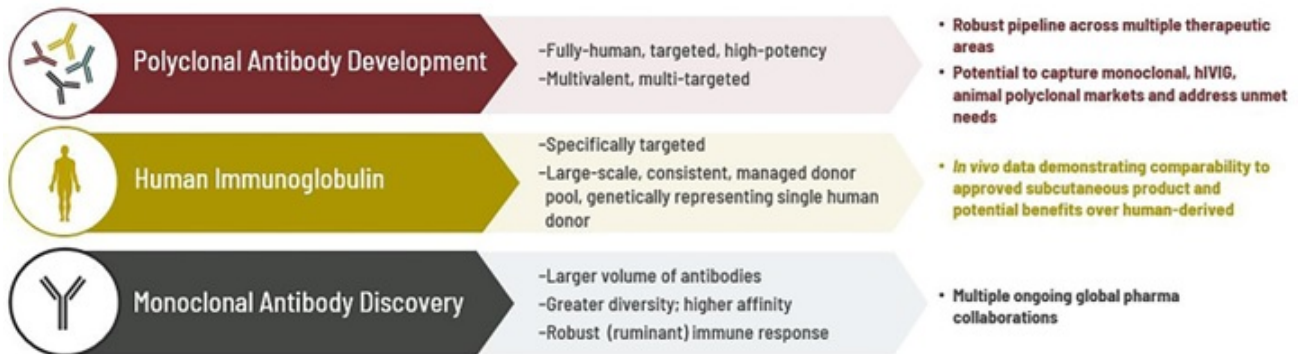 Polyclonal Antibody Development
-Fully-human, targeted, high-potency
-Multivalent, multi-targeted
• Robust pipeline across multiple therapeutic
areas
• Potential to capture monoclonal, hIVIG,
animal polyclonal markets and address unmet
needs
Human Immunoglobulin
-Specifically targeted
-Large-scale, consistent, managed donor
pool, genetically representing single human
donor
• In vivo data demonstrating comparability to
approved subcutaneous product and
potential benefits over human-derived
Monoclonal Antibody Discovery
-Larger volume of antibodies
-Greater diversity; higher affinity
-Robust (ruminant) immune response
• Multiple ongoing global pharma
collaborations